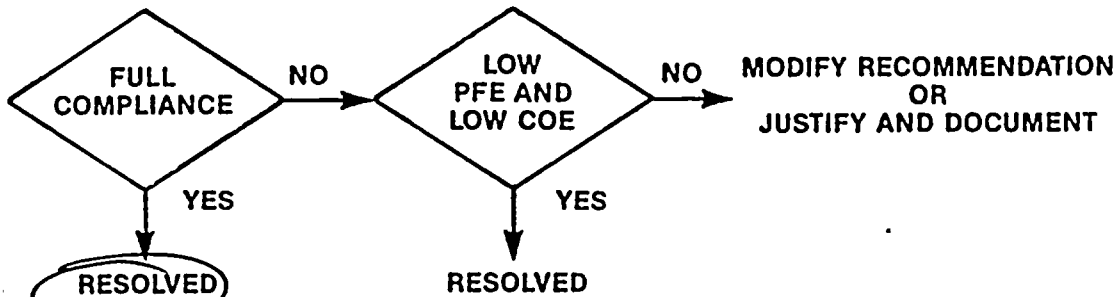 FULL
COMPLIANCE
NO
LOW
PFE AND
LOW COE
NO
MODIFY RECOMMENDATION
OR
JUSTIFY AND DOCUMENT
YES
YES
RESOLVED
RESOLVED